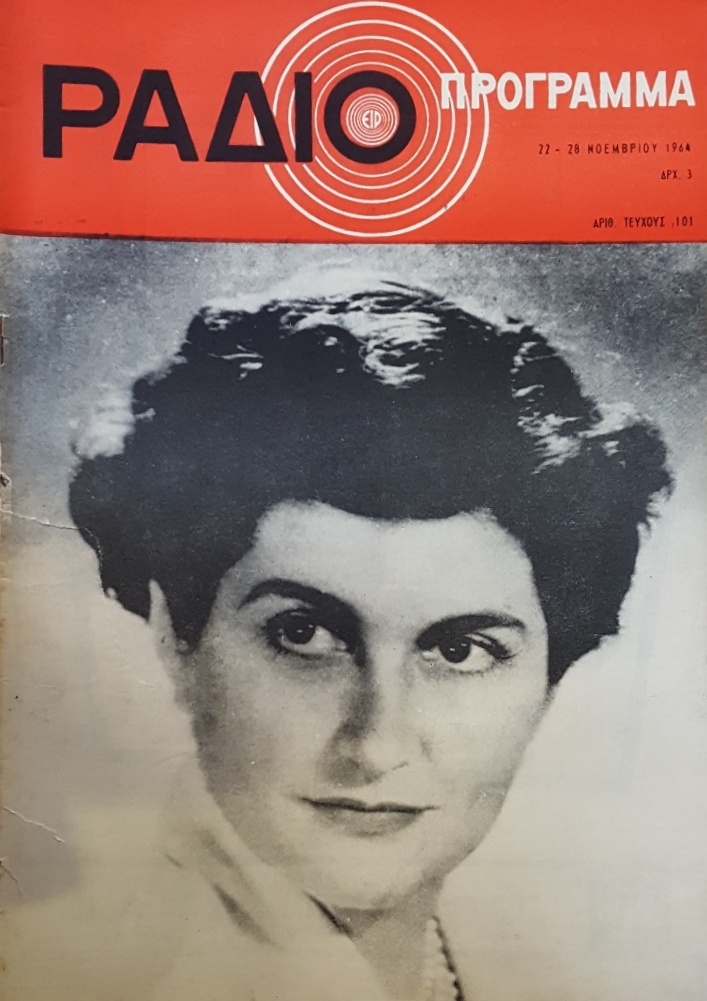 ΡΑΔΙΟ ΠΡΟΓΡΑΜΜΑ
ΕΙΡ
22 - 28 ΝΟΕΜΒΡΙΟΥ 1964
ΔΡΧ. 3
ΑΡΙΘ. ΤΕΥΧΟΥΣ ,101